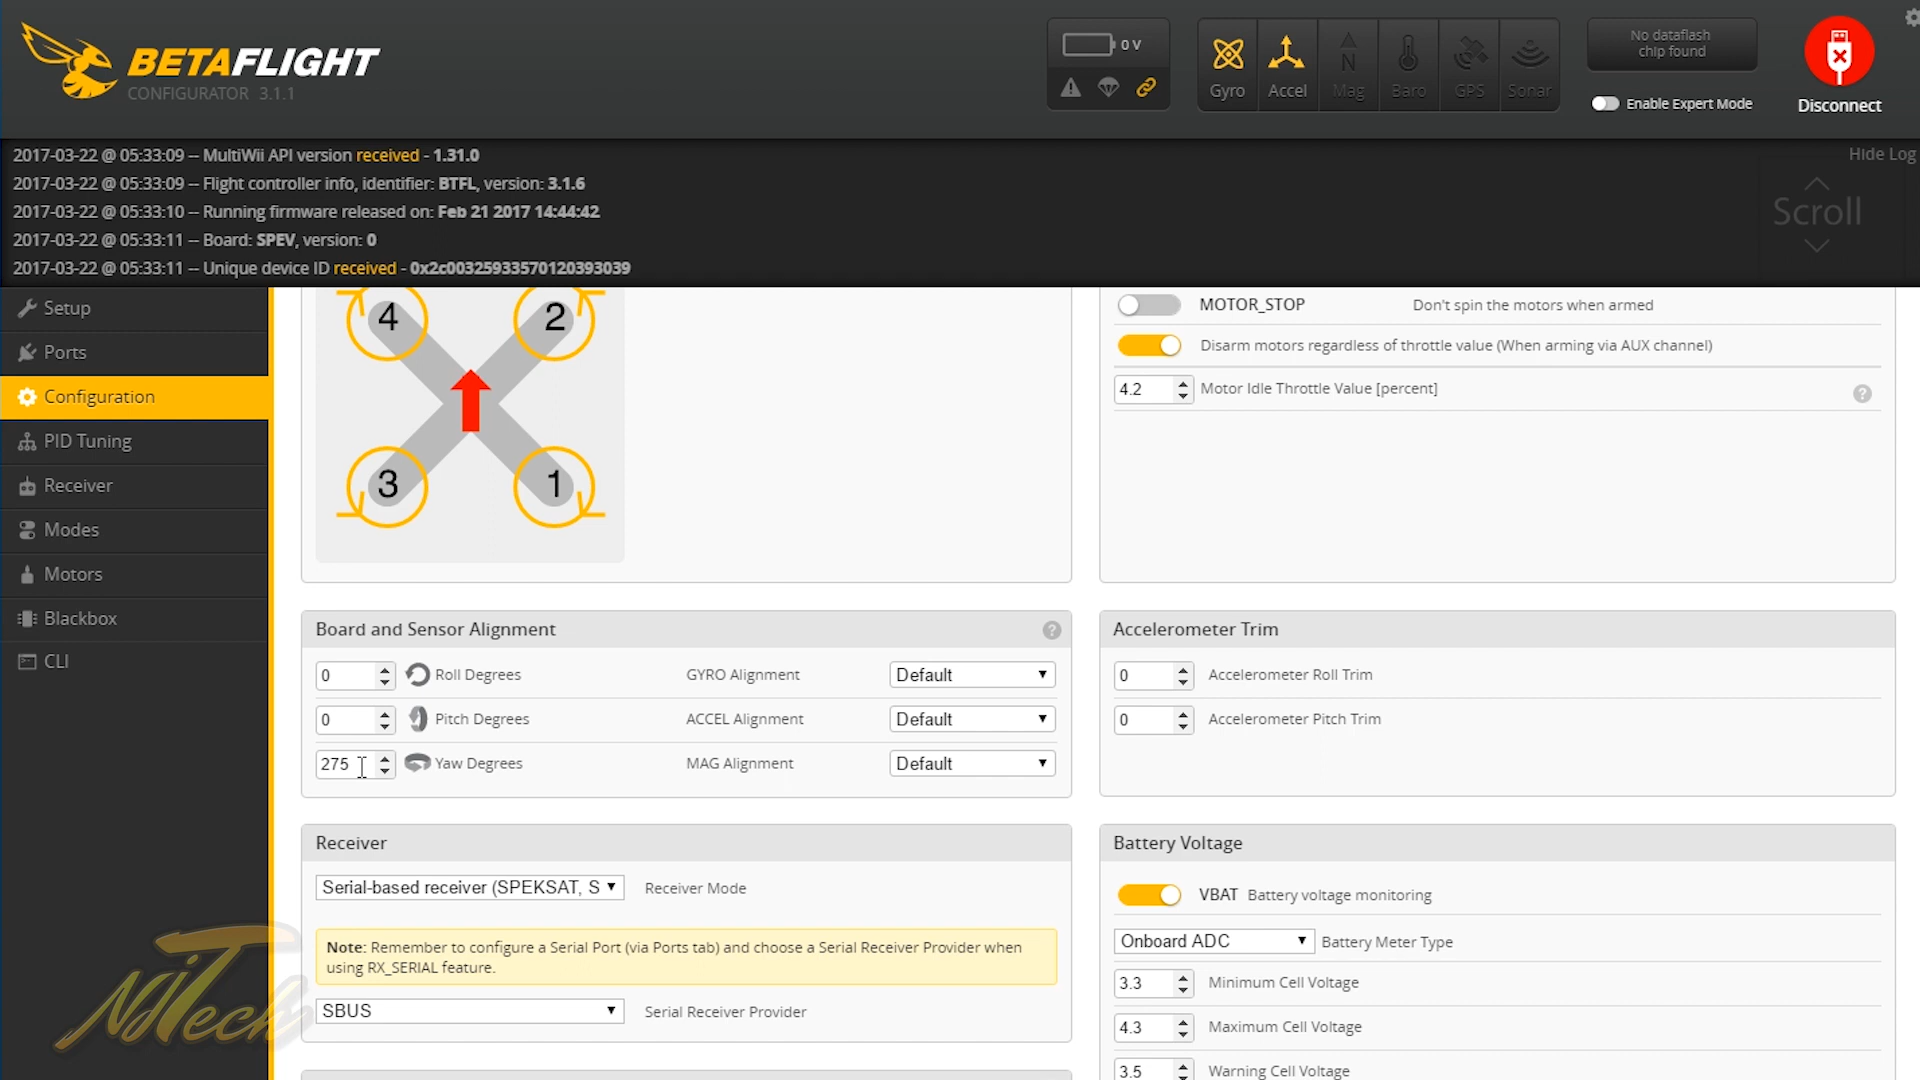 BETAFLIGHT
CONFIGURATOR 3.1.1
0 V
Gyro
Accel
Mag
Baro
GPS
Sonar
No dataflash
chip found
Enable Expert Mode
Disconnect
2017-03-22 @ 05:33:09 -- MultiWii API version received - 1.31.0
Hide Log
2017-03-22 @ 05:33:09 -- Flight controller info, identifier: BTFL, version: 3.1.6
2017-03-22 @ 05:33:10 -- Running firmware released on: Feb 21 2017 14:44:42
2017-03-22 @ 05:33:11 -- Board: SPEV, version: 0
2017-03-22 @ 05:33:11 -- Unique device ID received - 0x2c00325933570120393039
Scroll
Setup
Ports
Configuration
PID Tuning
Receiver
Modes
Motors
Blackbox
CLI
4
2
3
1
MOTOR_STOP Don't spin the motors when armed
Disarm motors regardless of throttle value (When arming via AUX channel)
4.2 Motor Idle Throttle Value [percent]
?
Board and Sensor Alignment
?
0 Roll Degrees GYRO Alignment Default
0 Pitch Degrees ACCEL Alignment Default
275 Yaw Degrees MAG Alignment Default
Accelerometer Trim
0 Accelerometer Roll Trim
0 Accelerometer Pitch Trim
Receiver
Serial-based receiver (SPEKSAT, S Receiver Mode
Note: Remember to configure a Serial Port (via Ports tab) and choose a Serial Receiver Provider when
using RX_SERIAL feature.
SBUS Serial Receiver Provider
Battery Voltage
VBAT Battery voltage monitoring
Onboard ADC Battery Meter Type
3.3 Minimum Cell Voltage
4.3 Maximum Cell Voltage
3.5 Warning Cell Voltage
NJTech